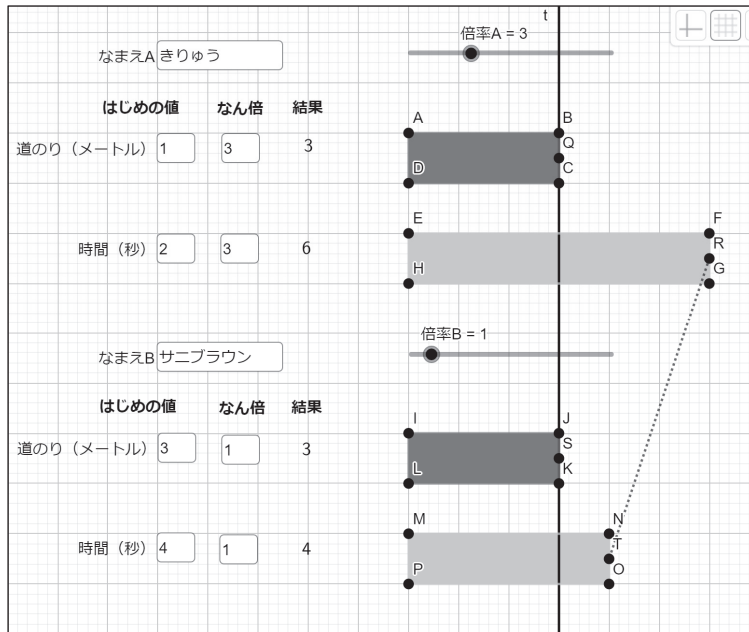 t
倍率A = 3
なまえA きりゅう
はじめの値 なん倍 結果
A B
道のり（メートル） 1 3 3
Q
D C
E F
時間（秒） 2 3 6
R
H G
倍率B = 1
なまえB サニブラウン
はじめの値 なん倍 結果
I J
道のり（メートル） 3 1 3
S
L K
M N
時間（秒） 4 1 4
T
P O